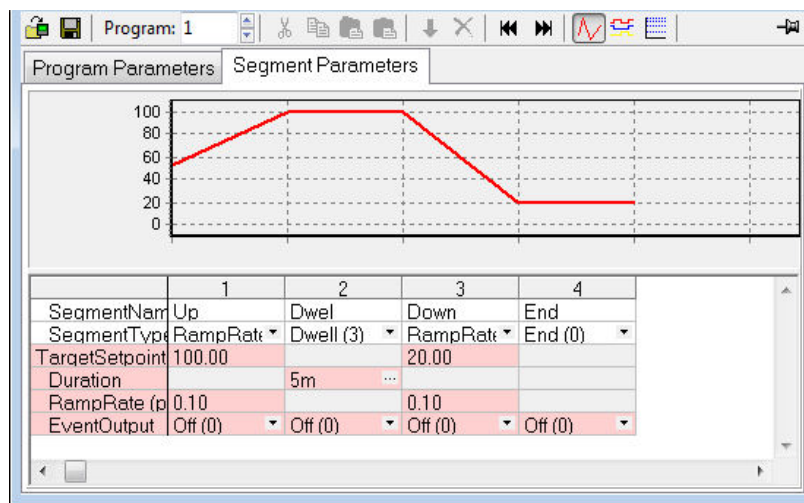 Program: 1
Program Parameters Segment Parameters
100
80
60
40
20
0
1 2 3 4
SegmentNam Up Dwel Down End
SegmentType RampRate Dwell (3) RampRate End (0)
TargetSetpoint 100.00 20.00
Duration 5m ...
RampRate (p 0.10 0.10
EventOutput Off (0) Off (0) Off (0) Off (0)